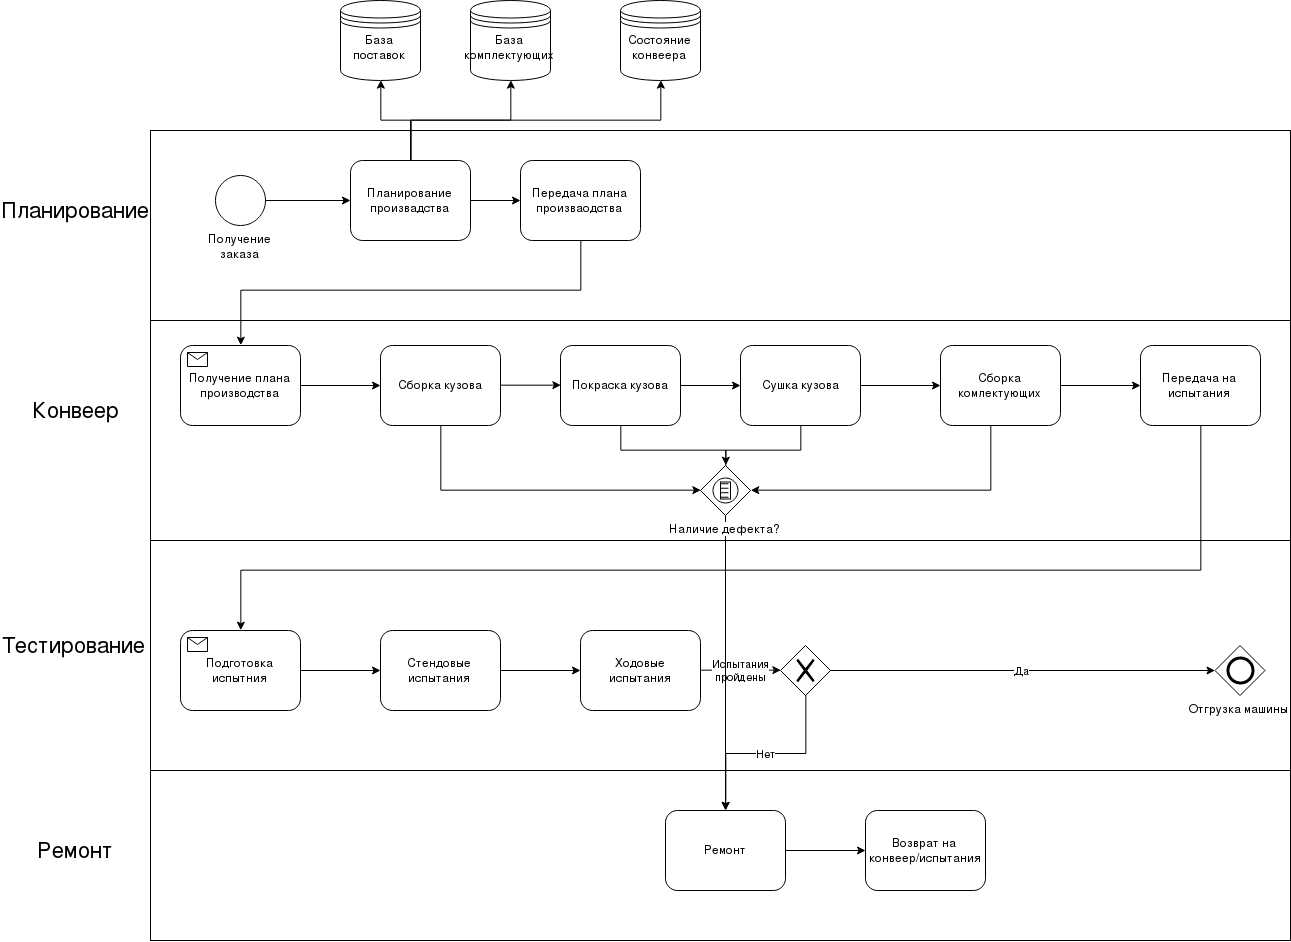 База
поставок
База
комплектующих
Состояние
конвеера
Планирование
Получение
заказа
Планирование
произвадства
Передача плана
произваодства
Конвеер
Получение плана
производства
Сборка кузова
Покраска кузова
Сушка кузова
Сборка
комлектующих
Передача на
испытания
Наличие дефекта?
Тестирование
Подготовка
испытния
Стендовые
испытания
Ходовые
испытания
Испытания
пройдены
Да
Отгрузка машины
Нет
Ремонт
Ремонт
Возврат на
конвеер/испытания